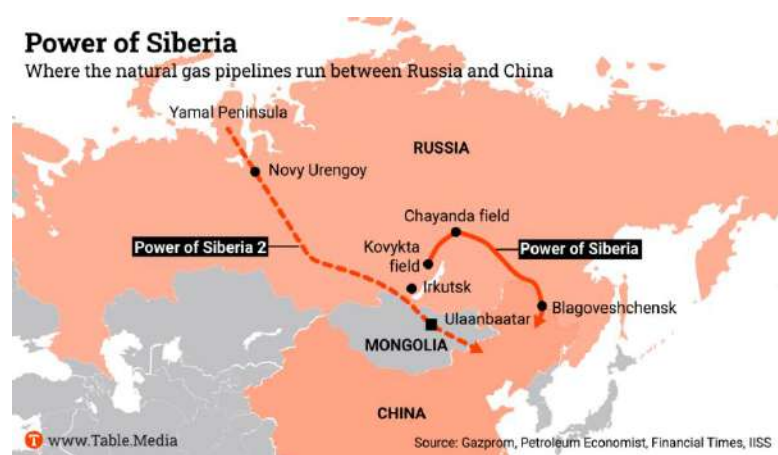 Power of Siberia
Where the natural gas pipelines run between Russia and China
Yamal Peninsula
RUSSIA
Novy Urengoy
Chayanda field
Power of Siberia 2
Kovykta
field
Power of Siberia
Irkutsk
Blagoveshchensk
Ulaanbaatar
MONGOLIA
CHINA
T www.Table.Media
Source: Gazprom, Petroleum Economist, Financial Times, IISS